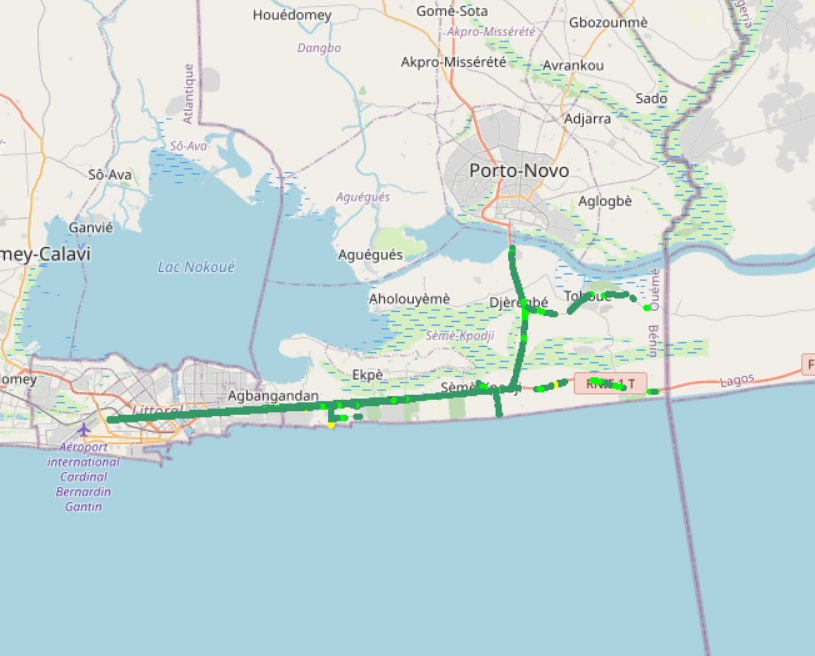 Houédomey
Gomè-Sota
Gbozounmè
Akpro-Missérété
Dangbo
Akpro-Missérété
Avrankou
Atlantique
Sado
Adjarra
Sô-Ava
Sô-Ava
Porto-Novo
Aguégués
Aglogbè
Ganvié
mey-Calavi
Aguégués
Lac Nokoué
Aholouyèmè
Djèrègbé
Ouémé
Bénin
Sèmè-Kpodji
Ekpè
omey
Agbangandan
Sèmè-Kpodji
Lagos
F
Littoral
Aéroport
international
Cardinal
Bernardin
Gantin